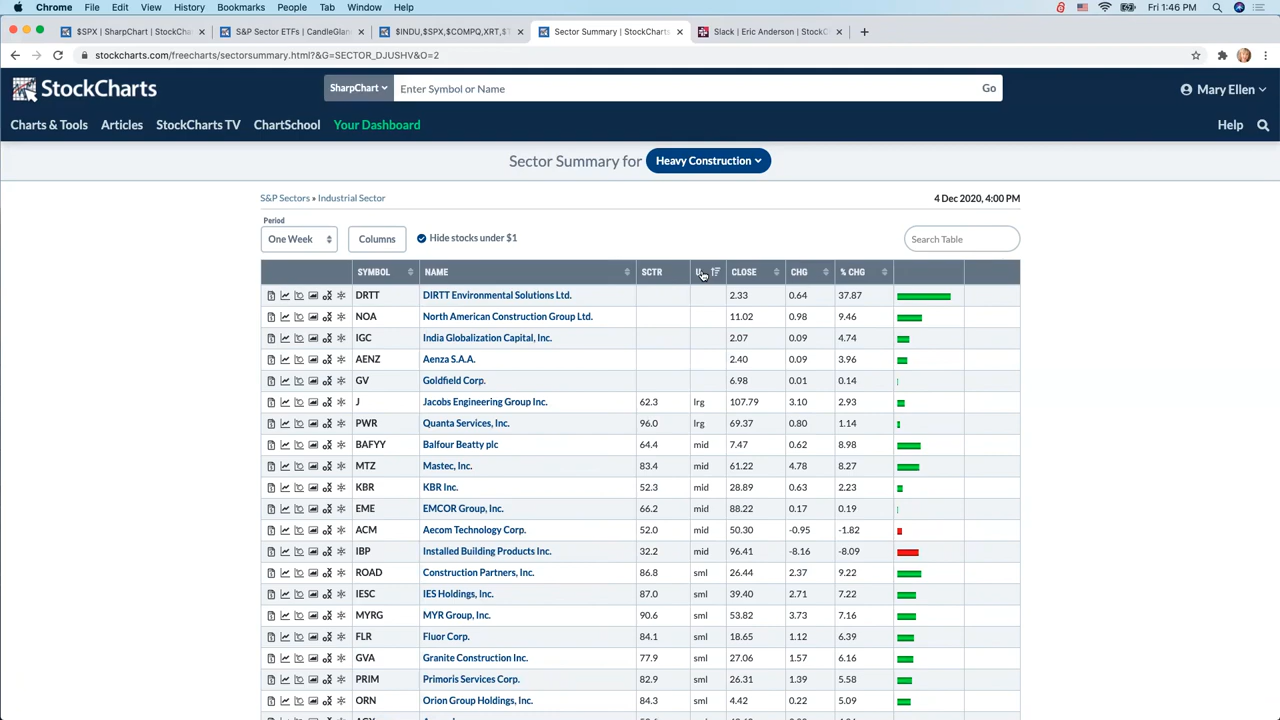 Chrome File Edit View History Bookmarks People Tab Window Help Fri 1:46 PM
$SPX | SharpChart | StockCha S&P Sector ETFs | CandleGlan $INDU,$SPX,$COMPQ,XRT,$T Sector Summary | StockCharts Slack | Eric Anderson | StockC
stockcharts.com/freecharts/sectorsummary.html?&G=SECTOR_DJUSHV&O=2
StockCharts SharpChart Enter Symbol or Name Go Mary Ellen
Charts & Tools Articles StockCharts TV ChartSchool Your Dashboard Help
Sector Summary for Heavy Construction
S&P Sectors » Industrial Sector 4 Dec 2020, 4:00 PM
Period
One Week Columns Hide stocks under $1 Search Table
SYMBOL NAME SCTR U CLOSE CHG % CHG
DRTT DIRTT Environmental Solutions Ltd. 2.33 0.64 37.87
NOA North American Construction Group Ltd. 11.02 0.98 9.46
IGC India Globalization Capital, Inc. 2.07 0.09 4.74
AENZ Aenza S.A.A. 2.40 0.09 3.96
GV Goldfield Corp. 6.98 0.01 0.14
J Jacobs Engineering Group Inc. 62.3 lrg 107.79 3.10 2.93
PWR Quanta Services, Inc. 96.0 lrg 69.37 0.80 1.14
BAFYY Balfour Beatty plc 64.4 mid 7.47 0.62 8.98
MTZ Mastec, Inc. 83.4 mid 61.22 4.78 8.27
KBR KBR Inc. 52.3 mid 28.89 0.63 2.23
EME EMCOR Group, Inc. 66.2 mid 88.22 0.17 0.19
ACM Aecom Technology Corp. 52.0 mid 50.30 -0.95 -1.82
IBP Installed Building Products Inc. 32.2 mid 96.41 -8.16 -8.09
ROAD Construction Partners, Inc. 86.8 sml 26.44 2.37 9.22
IESC IES Holdings, Inc. 87.0 sml 39.40 2.71 7.22
MYRG MYR Group, Inc. 90.6 sml 53.82 3.73 7.16
FLR Fluor Corp. 84.1 sml 18.65 1.12 6.39
GVA Granite Construction Inc. 77.9 sml 27.06 1.57 6.16
PRIM Primoris Services Corp. 82.9 sml 26.31 1.39 5.58
ORN Orion Group Holdings, Inc. 84.3 sml 4.42 0.22 5.09